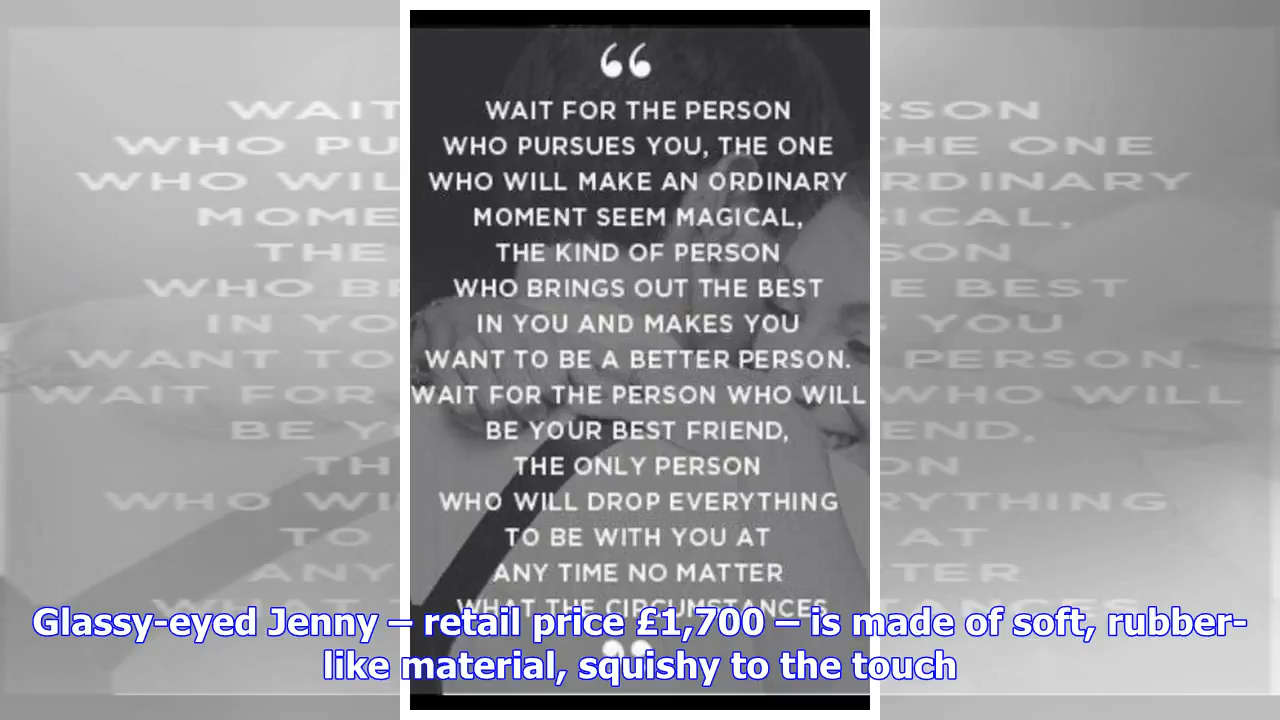 “
WAIT FOR THE PERSON
WHO PURSUES YOU, THE ONE
WHO WILL MAKE AN ORDINARY
MOMENT SEEM MAGICAL,
THE KIND OF PERSON
WHO BRINGS OUT THE BEST
IN YOU AND MAKES YOU
WANT TO BE A BETTER PERSON.
WAIT FOR THE PERSON WHO WILL
BE YOUR BEST FRIEND,
THE ONLY PERSON
WHO WILL DROP EVERYTHING
TO BE WITH YOU AT
ANY TIME NO MATTER
WHAT THE CIRCUMSTANCES
”
Glassy-eyed Jenny – retail price £1,700 – is made of soft, rubber-
like material, squishy to the touch